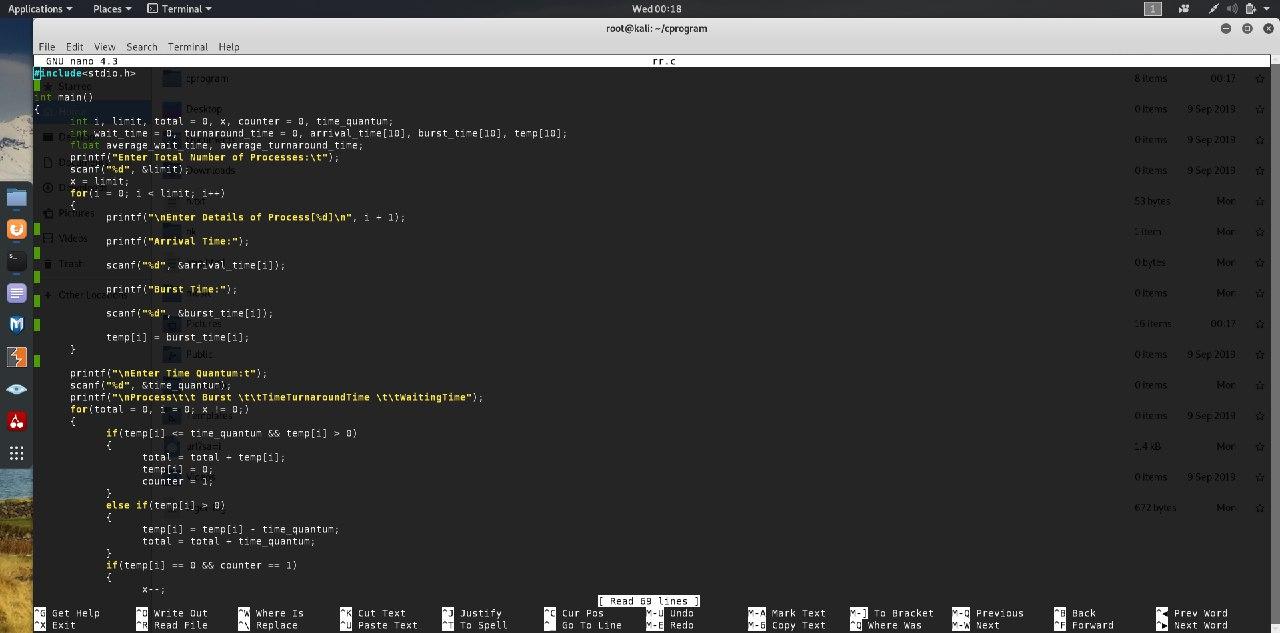 Applications Places Terminal Wed 00:18 1
root@kali: ~/cprogram
File Edit View Search Terminal Help
GNU nano 4.3 rr.c
#include<stdio.h>
int main()
{
int i, limit, total = 0, x, counter = 0, time_quantum;
int wait_time = 0, turnaround_time = 0, arrival_time[10], burst_time[10], temp[10];
float average_wait_time, average_turnaround_time;
printf("Enter Total Number of Processes:\t");
scanf("%d", &limit);
x = limit;
for(i = 0; i < limit; i++)
{
printf("\nEnter Details of Process[%d]\n", i + 1);
printf("Arrival Time:");
scanf("%d", &arrival_time[i]);
printf("Burst Time:");
scanf("%d", &burst_time[i]);
temp[i] = burst_time[i];
}
printf("\nEnter Time Quantum:t");
scanf("%d", &time_quantum);
printf("\nProcess\t\t Burst \t\tTimeTurnaroundTime \t\tWaitingTime");
for(total = 0, i = 0; x != 0;)
{
if(temp[i] <= time_quantum && temp[i] > 0)
{
total = total + temp[i];
temp[i] = 0;
counter = 1;
}
else if(temp[i] > 0)
{
temp[i] = temp[i] - time_quantum;
total = total + time_quantum;
}
if(temp[i] == 0 && counter == 1)
{
x--;
[ Read 69 lines ]
^G Get Help ^O Write Out ^W Where Is ^K Cut Text ^J Justify ^C Cur Pos M-U Undo M-A Mark Text M-] To Bracket M-Q Previous ^B Back ^◀ Prev Word
^X Exit ^R Read File ^\ Replace ^U Paste Text ^T To Spell ^_ Go To Line M-E Redo M-6 Copy Text ^Q Where Was M-W Next ^F Forward ^▶ Next Word
Starred
Home
Pictures
Videos
Trash
+ Other Locations
cprogram 8 items 00:17
Desktop 0 items 9 Sep 2019
0 items 9 Sep 2019
Downloads 0 items 9 Sep 2019
53 bytes Mon
1 item Mon
0 bytes Mon
0 items Mon
Pictures 16 items 00:17
Public 0 items 9 Sep 2019
0 items Mon
Templates 0 items 9 Sep 2019
1.4 kB Mon
0 items 9 Sep 2019
672 bytes Mon